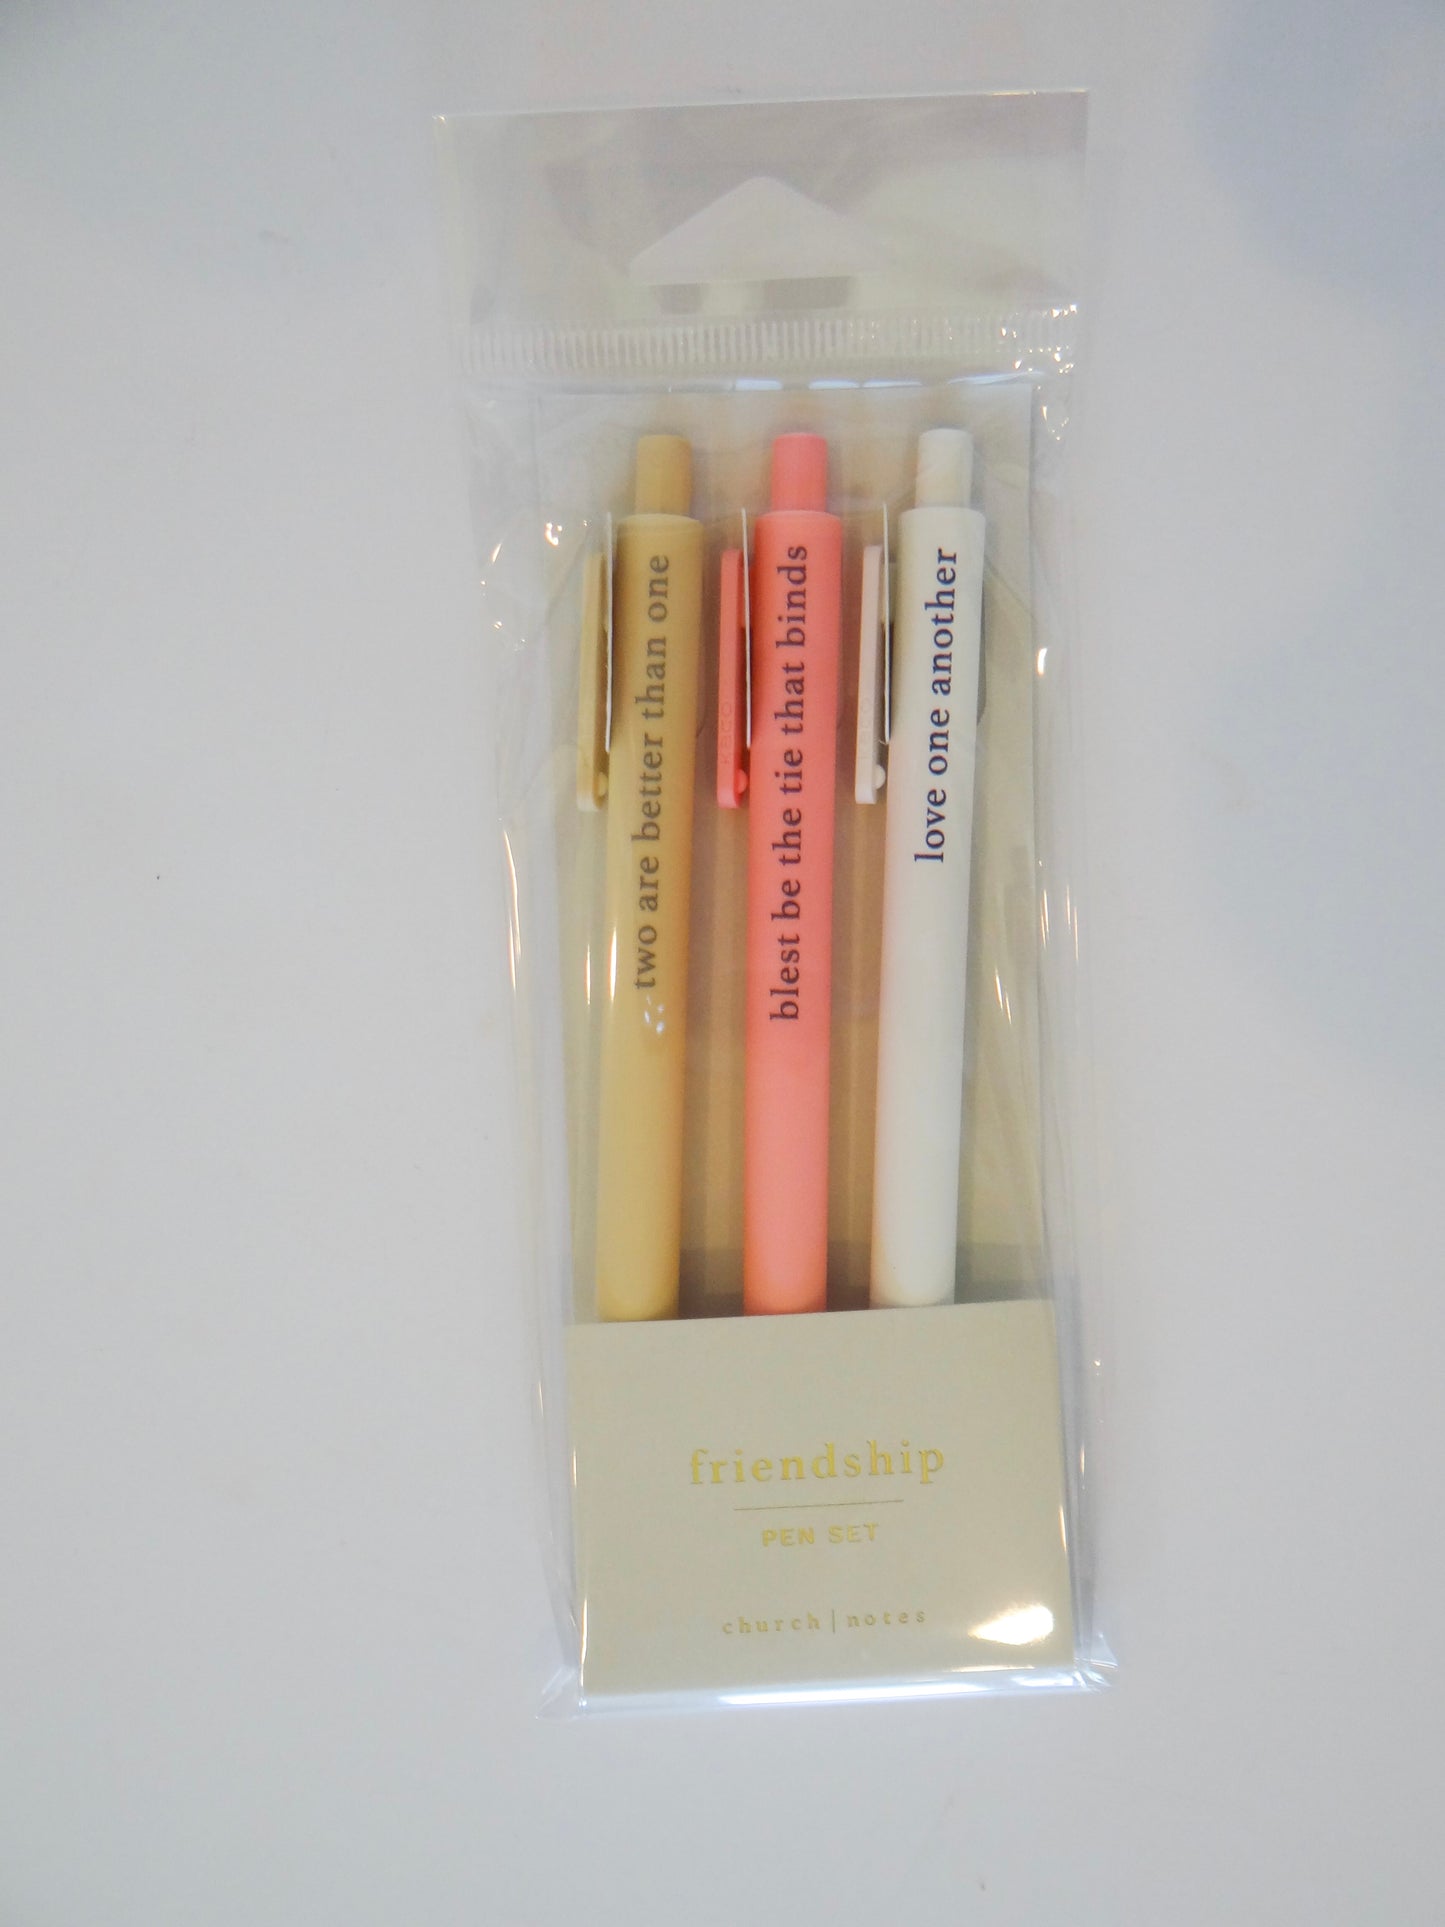 two are better than one
blest be the tie that binds
love one another
KACO
friendship
PEN SET
church | notes